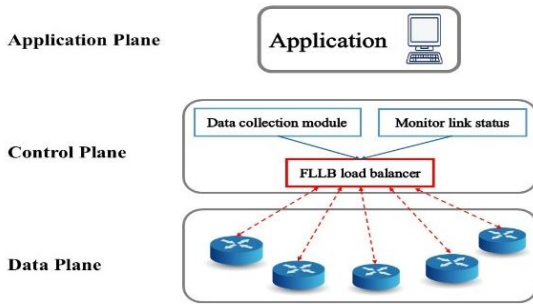 Application Plane
Application
Data collection module
Monitor link status
Control Plane
FLLB load balancer
Data Plane